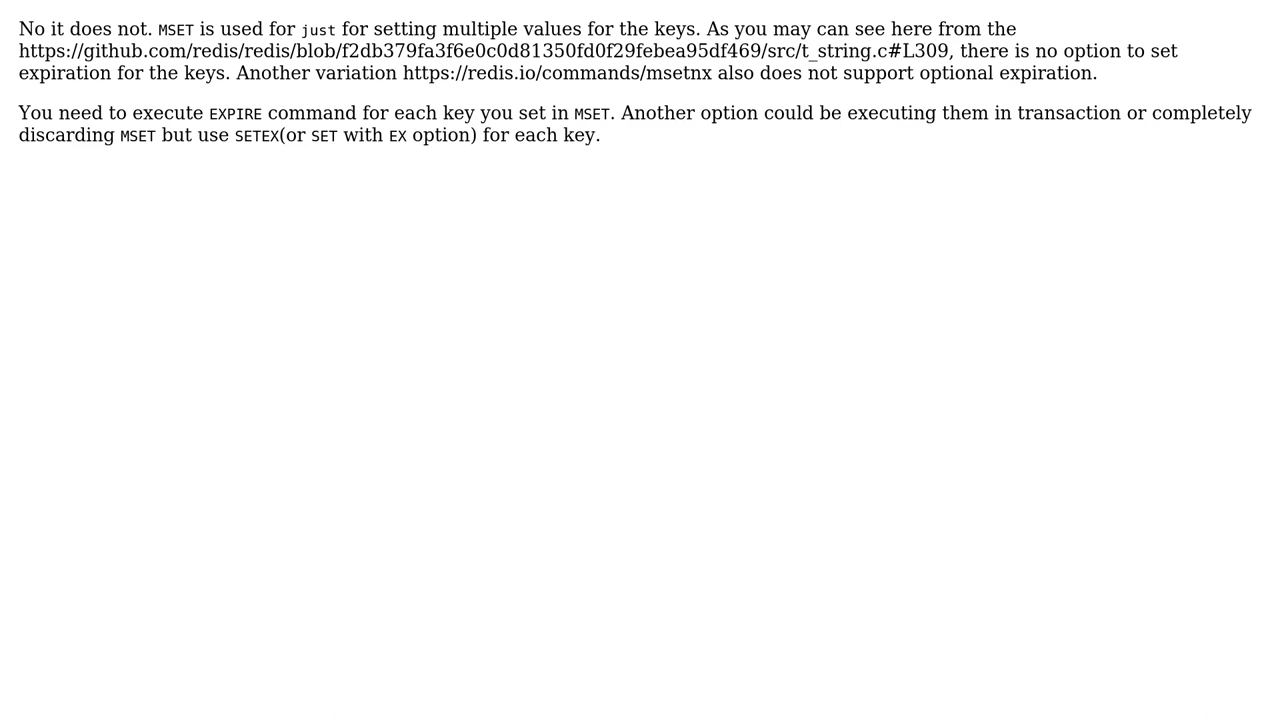 No it does not. MSET is used for just for setting multiple values for the keys. As you may can see here from the
https://github.com/redis/redis/blob/f2db379fa3f6e0c0d81350fd0f29febea95df469/src/t_string.c#L309, there is no option to set
expiration for the keys. Another variation https://redis.io/commands/msetnx also does not support optional expiration.
You need to execute EXPIRE command for each key you set in MSET. Another option could be executing them in transaction or completely
discarding MSET but use SETEX(or SET with EX option) for each key.